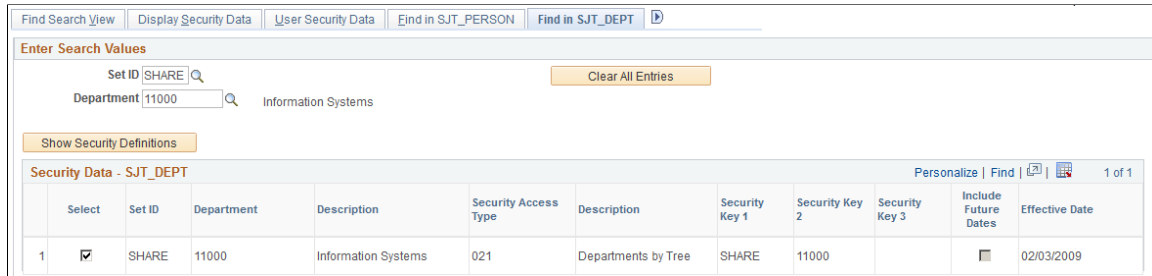 Find Search View Display Security Data User Security Data Find in SJT_PERSON Find in SJT_DEPT
Enter Search Values
Set ID SHARE Clear All Entries
Department 11000 Information Systems
Show Security Definitions
Security Data - SJT_DEPT Personalize | Find | | 1 of 1
Select Set ID Department Description Security Access Type Description Security Key 1 Security Key 2 Security Key 3 Include Future Dates Effective Date
1 SHARE 11000 Information Systems 021 Departments by Tree SHARE 11000 02/03/2009